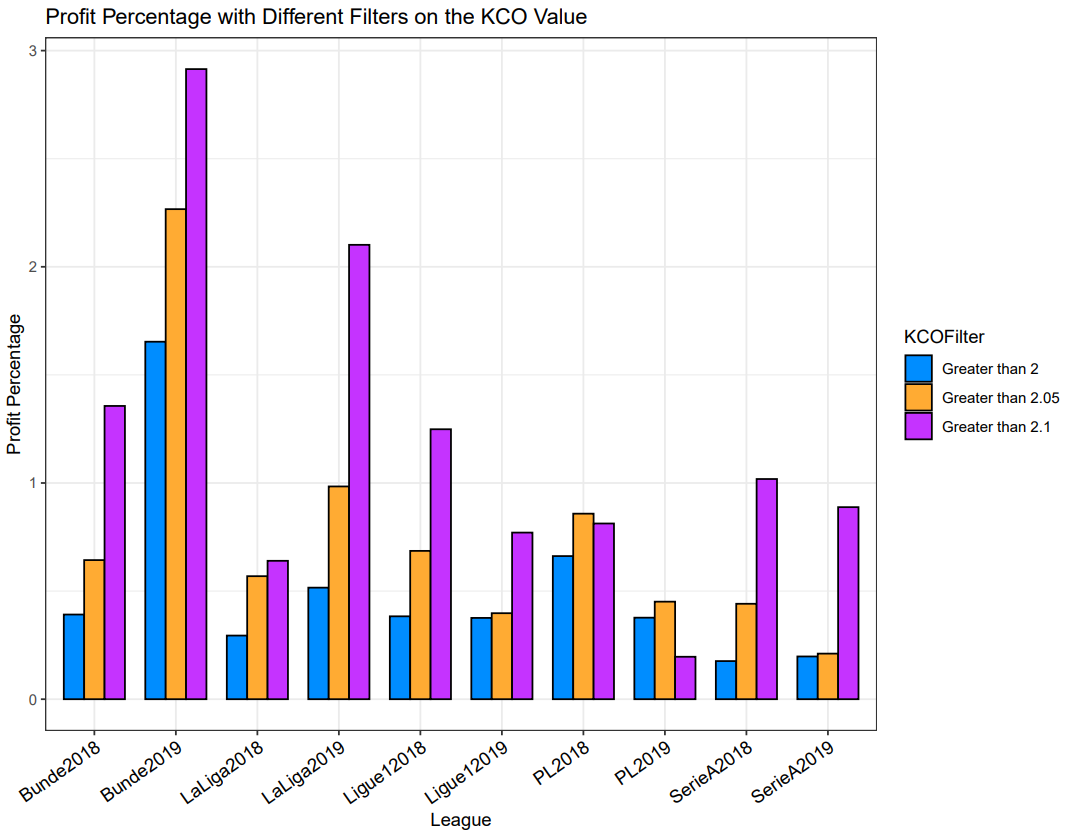 Profit Percentage with Different Filters on the KCO Value
3
2
1
0
Profit Percentage
Bunde2018
Bunde2019
LaLiga2018
LaLiga2019
Ligue12018
Ligue12019
PL2018
PL2019
SerieA2018
SerieA2019
League
KCOFilter
Greater than 2
Greater than 2.05
Greater than 2.1